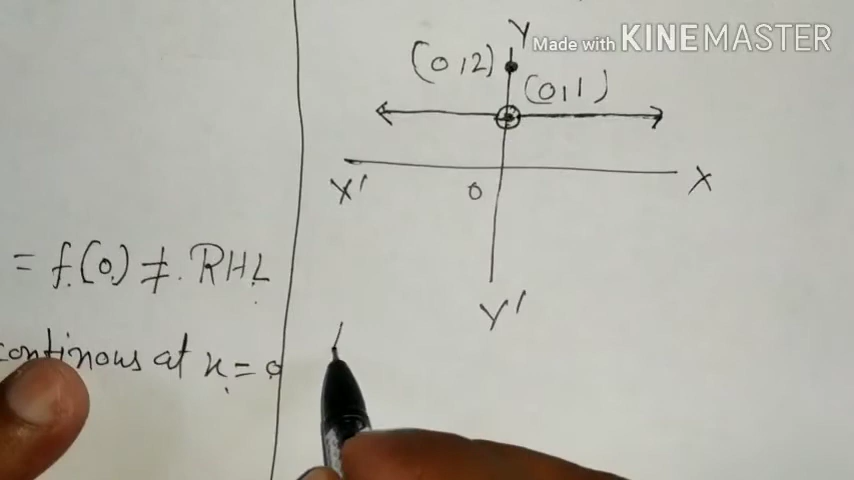 Made with KINEMASTER
= f(0) ≠ RHL
continous at x = 0
Y
(0,2)
(0,1)
X'
0
X
Y'